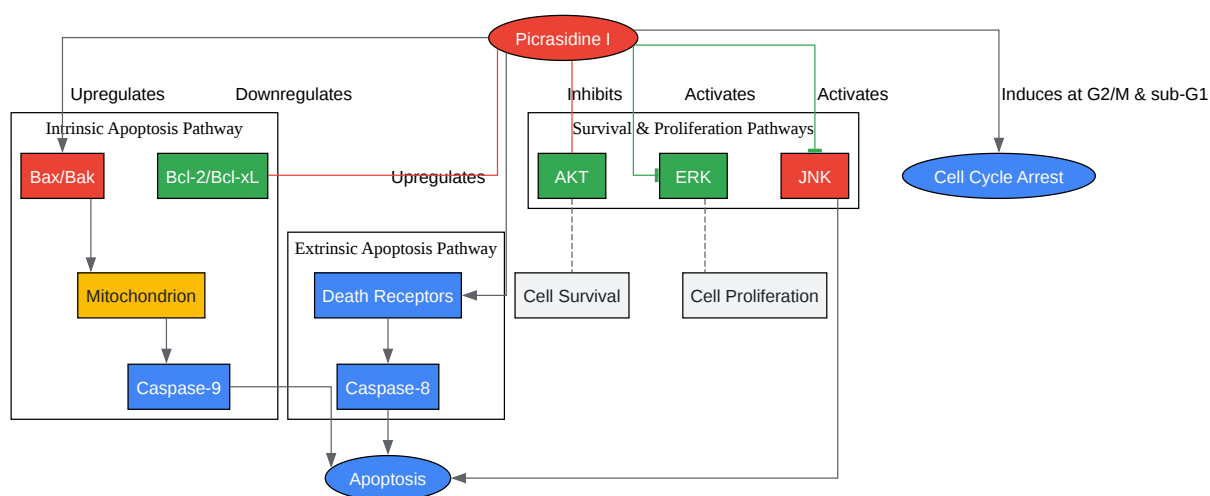 Picrasidine I
Upregulates
Downregulates
Inhibits
Activates
Activates
Induces at G2/M & sub-G1
Intrinsic Apoptosis Pathway
Survival & Proliferation Pathways
Bax/Bak
Bcl-2/Bcl-xL
Upregulates
AKT
ERK
JNK
Cell Cycle Arrest
Extrinsic Apoptosis Pathway
Mitochondrion
Death Receptors
Cell Survival
Cell Proliferation
Caspase-9
Caspase-8
Apoptosis